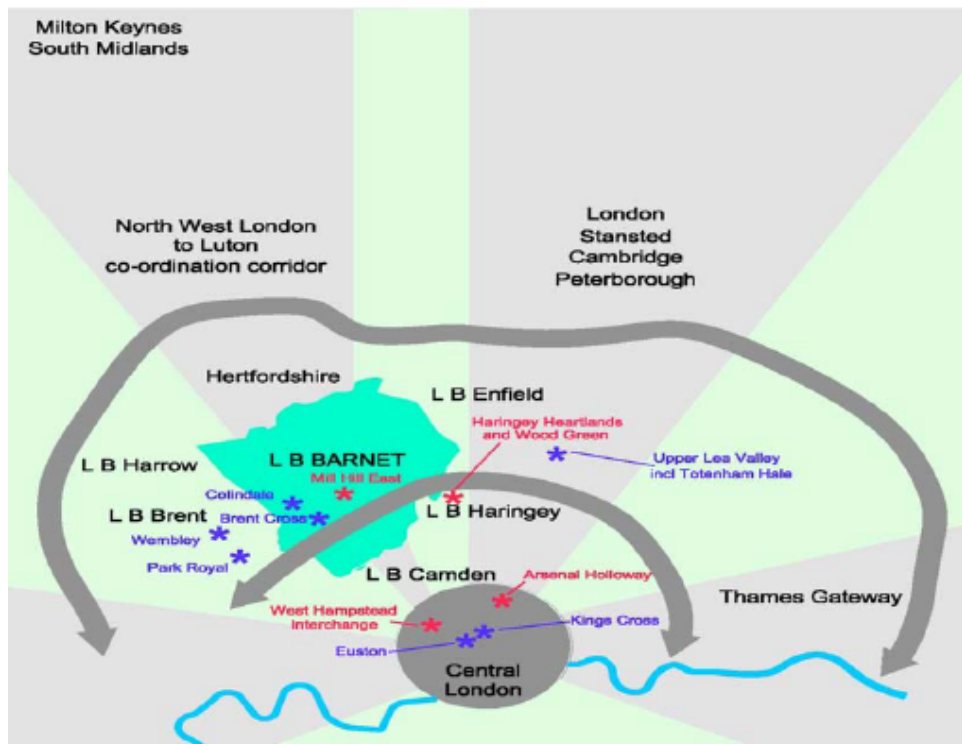 Milton Keynes
South Midlands
North West London
to Luton
co-ordination corridor
London
Stansted
Cambridge
Peterborough
Hertfordshire
L B Enfield
Haringey Heartlands
and Wood Green
L B Harrow
L B BARNET
Mill Hill East
Upper Lea Valley
incl Totenham Hale
Colindale
L B Brent
Brent Cross
L B Haringey
Wembley
Park Royal
L B Camden
Arsenal Holloway
Thames Gateway
West Hampstead
Interchange
Kings Cross
Euston
Central
London